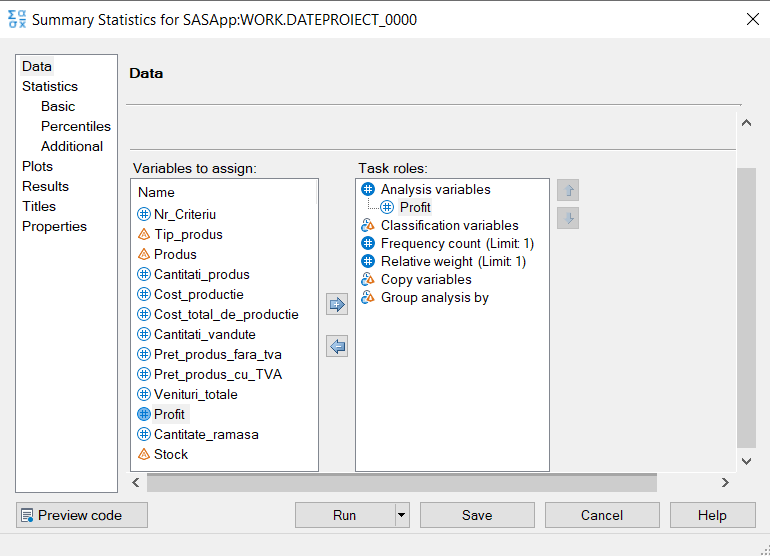 Summary Statistics for SASApp:WORK.DATEPROIECT_0000
Data
Statistics
Basic
Percentiles
Additional
Plots
Results
Titles
Properties
Data
Variables to assign:
Name
Nr_Criteriu
Tip_produs
Produs
Cantitati_produs
Cost_productie
Cost_total_de_productie
Cantitati_vandute
Pret_produs_fara_tva
Pret_produs_cu_TVA
Venituri_totale
Profit
Cantitate_ramasa
Stock
Task roles:
Analysis variables
Profit
Classification variables
Frequency count (Limit: 1)
Relative weight (Limit: 1)
Copy variables
Group analysis by
Preview code
Run
Save
Cancel
Help